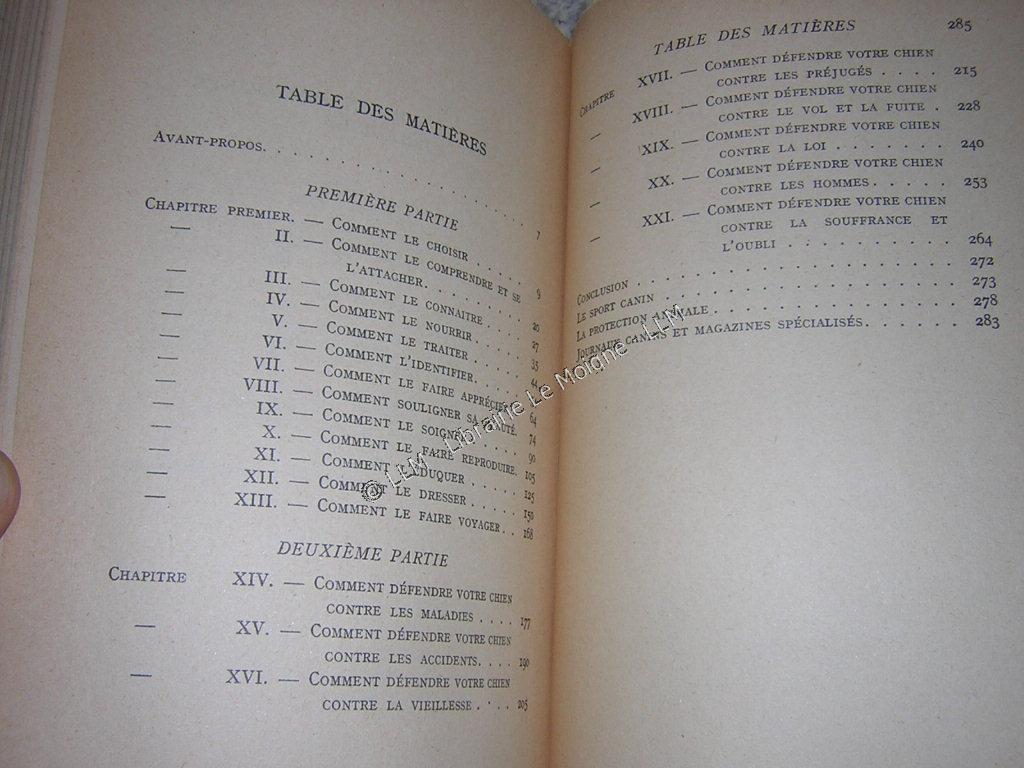 TABLE DES MATIÈRES
AVANT-PROPOS. . . . . . . . . . . . . 7
PREMIÈRE PARTIE
CHAPITRE PREMIER. — COMMENT LE CHOISIR . . . . 9
— II. — COMMENT LE COMPRENDRE ET SE
L'ATTACHER. . . . . . . 20
— III. — COMMENT LE CONNAITRE . . . 27
— IV. — COMMENT LE NOURRIR . . . . 35
— V. — COMMENT LE TRAITER . . . . 44
— VI. — COMMENT L'IDENTIFIER. . . .
— VII. — COMMENT LE FAIRE APPRÉCIER. 64
— VIII. — COMMENT SOULIGNER SA BEAUTÉ. 74
— IX. — COMMENT LE SOIGNER . . . . 90
— X. — COMMENT LE FAIRE REPRODUIRE. 105
— XI. — COMMENT L'ÉDUQUER . . . . 125
— XII. — COMMENT LE DRESSER . . . . 150
— XIII. — COMMENT LE FAIRE VOYAGER. . 168
DEUXIÈME PARTIE
CHAPITRE XIV. — COMMENT DÉFENDRE VOTRE CHIEN
CONTRE LES MALADIES . . . . 177
— XV. — COMMENT DÉFENDRE VOTRE CHIEN
CONTRE LES ACCIDENTS. . . . 190
— XVI. — COMMENT DÉFENDRE VOTRE CHIEN
CONTRE LA VIEILLESSE . . . . 205
TABLE DES MATIÈRES 285
CHAPITRE XVII. — COMMENT DÉFENDRE VOTRE CHIEN
CONTRE LES PRÉJUGÉS . . . . 215
— XVIII. — COMMENT DÉFENDRE VOTRE CHIEN
CONTRE LE VOL ET LA FUITE . 228
— XIX. — COMMENT DÉFENDRE VOTRE CHIEN
CONTRE LA LOI . . . . . . . 240
— XX. — COMMENT DÉFENDRE VOTRE CHIEN
CONTRE LES HOMMES. . . . . 253
— XXI. — COMMENT DÉFENDRE VOTRE CHIEN
CONTRE LA SOUFFRANCE ET
L'OUBLI . . . . . . . . . 264
CONCLUSION . . . . . . . . . . . . . 272
LE SPORT CANIN . . . . . . . . . . . 273
LA PROTECTION ANIMALE . . . . . . . . 278
JOURNAUX CANINS ET MAGAZINES SPÉCIALISÉS. . . . . . 283
© LLM - Librairie Le Moigne - LLM